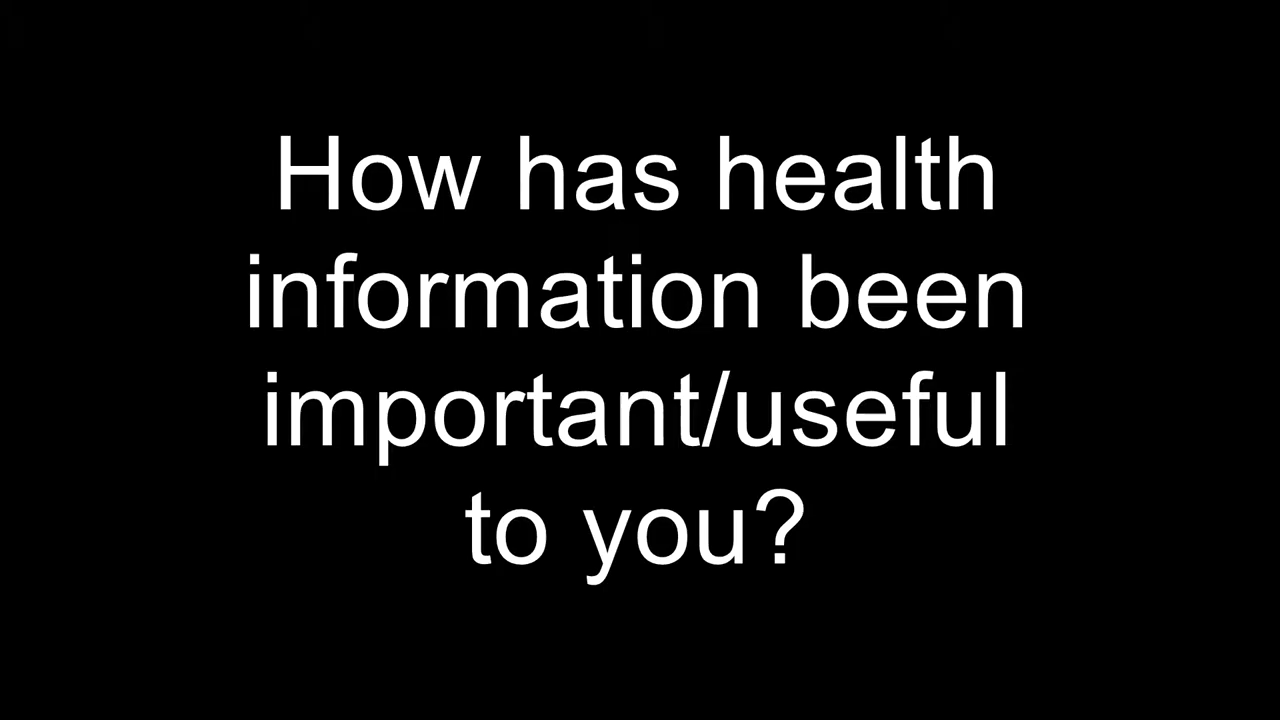 How has health
information been
important/useful
to you?